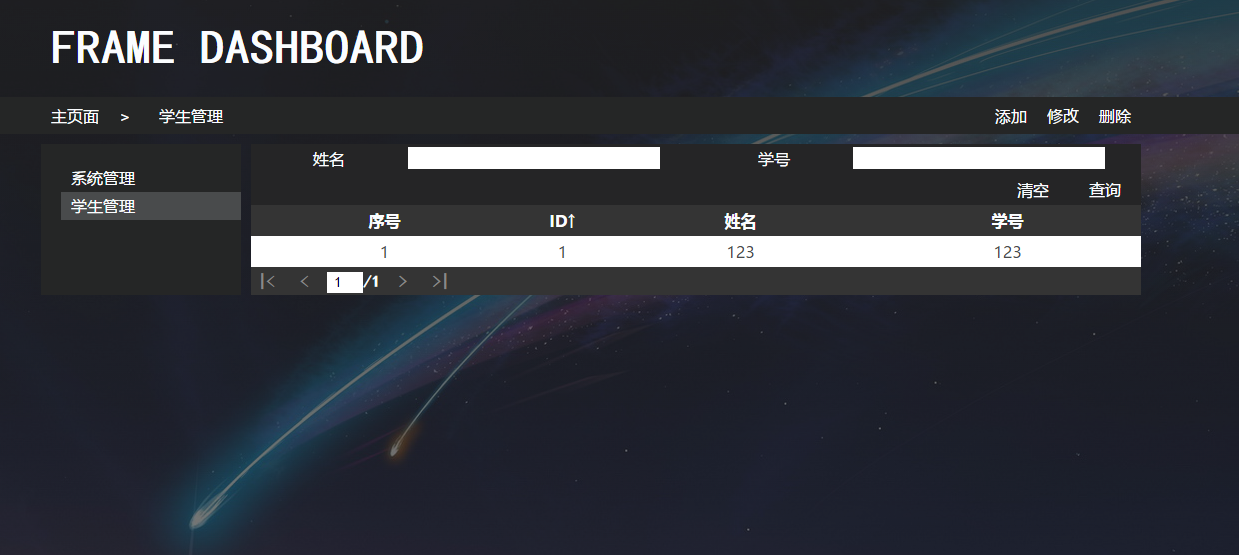 FRAME DASHBOARD
主页面 > 学生管理 添加 修改 删除
系统管理
学生管理
姓名 学号
清空 查询
序号 ID↑ 姓名 学号
1 1 123 123
|< < 1 /1 > >|